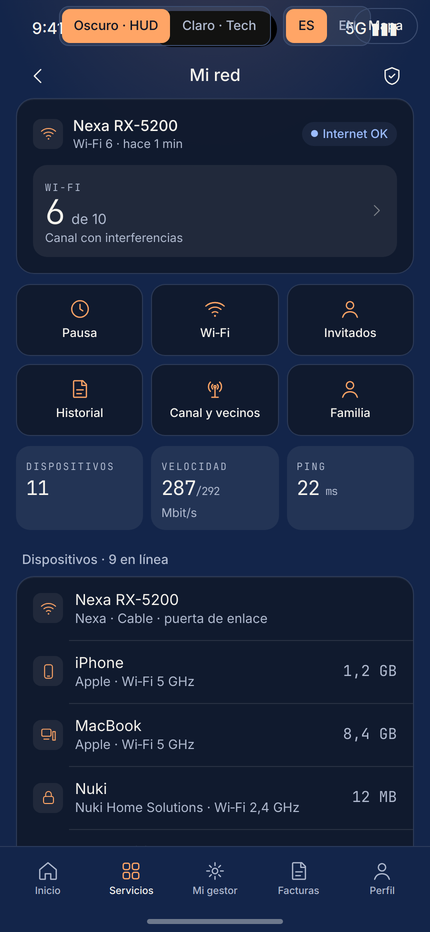 9:41
Oscuro · HUD
Claro · Tech
ES
EN
5G
Mapa
Mi red
Nexa RX-5200
Wi-Fi 6 · hace 1 min
Internet OK
WI-FI
6 de 10
Canal con interferencias
Pausa
Wi-Fi
Invitados
Historial
Canal y vecinos
Familia
DISPOSITIVOS
11
VELOCIDAD
287/292
Mbit/s
PING
22 ms
Dispositivos · 9 en línea
Nexa RX-5200
Nexa · Cable · puerta de enlace
iPhone
Apple · Wi-Fi 5 GHz
1,2 GB
MacBook
Apple · Wi-Fi 5 GHz
8,4 GB
Nuki
Nuki Home Solutions · Wi-Fi 2,4 GHz
12 MB
Inicio
Servicios
Mi gestor
Facturas
Perfil